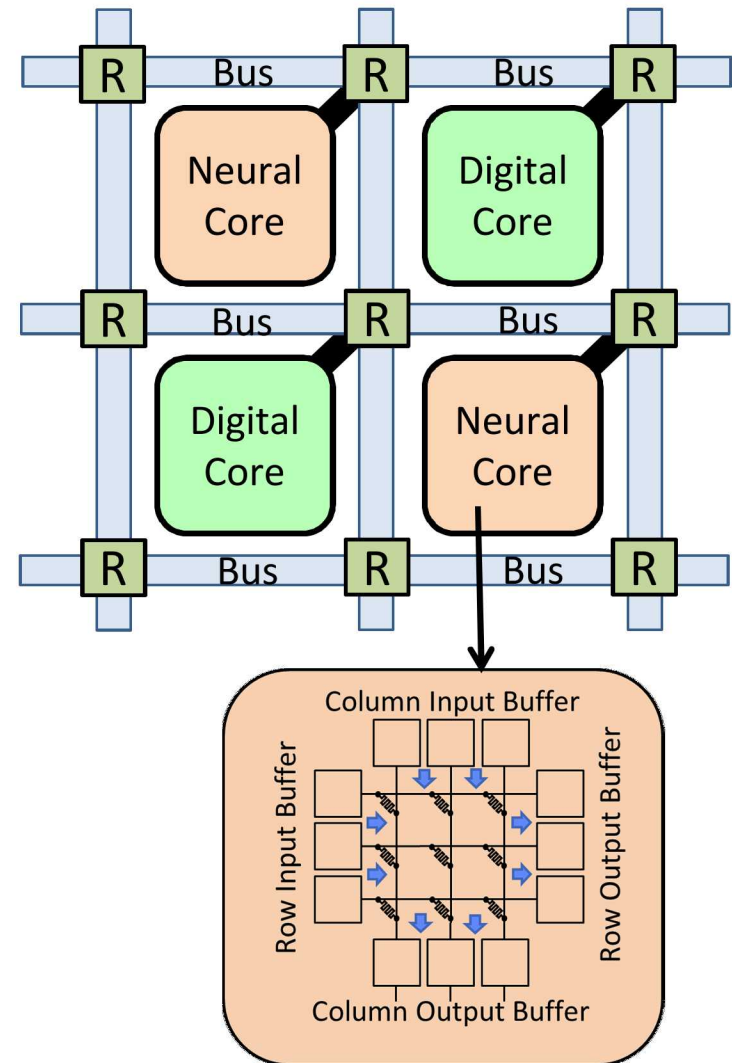 R Bus R Bus R
Neural
Core
Digital
Core
R Bus R Bus R
Digital
Core
Neural
Core
R Bus R Bus R
Column Input Buffer
Row Input Buffer
Row Output Buffer
Column Output Buffer